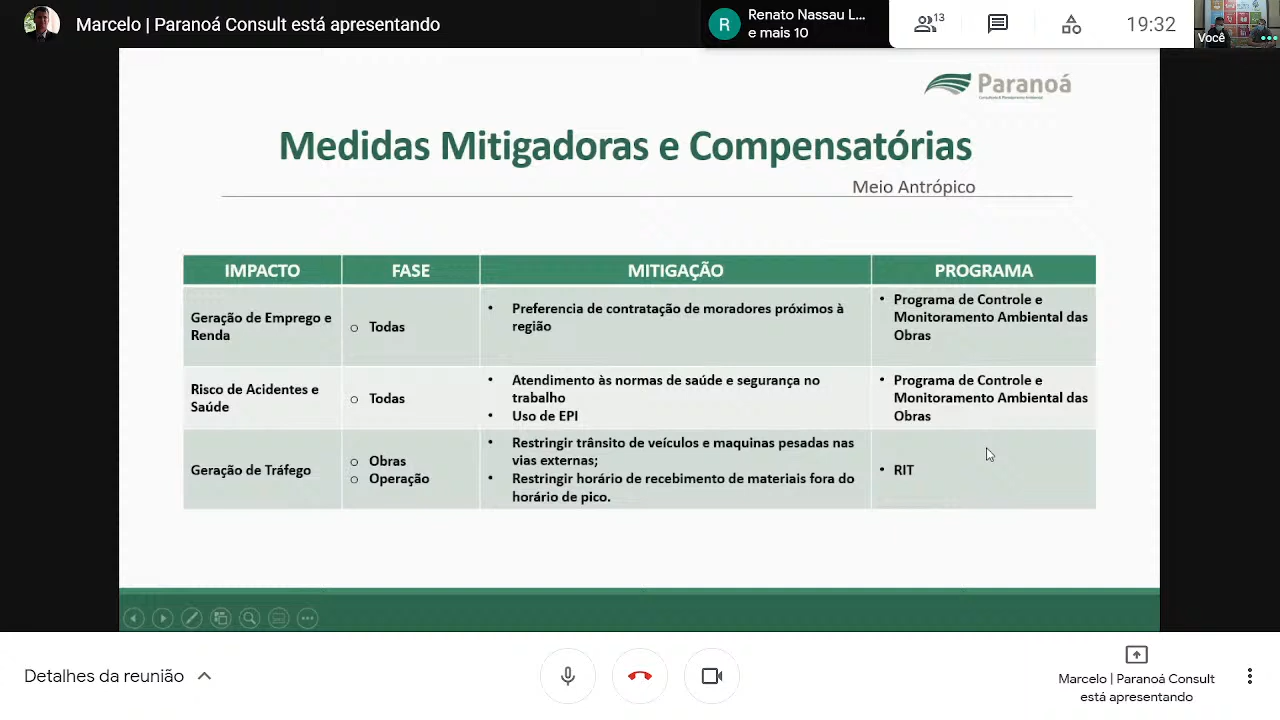 Marcelo | Paranoá Consult está apresentando
R
Renato Nassau L...
e mais 10
13
19:32
Você
Paranoá
Medidas Mitigadoras e Compensatórias
Meio Antrópico
IMPACTO FASE MITIGAÇÃO PROGRAMA
Geração de Emprego e
Renda
o Todas
• Preferencia de contratação de moradores próximos à
região
• Programa de Controle e
Monitoramento Ambiental das
Obras
Risco de Acidentes e
Saúde
o Todas
• Atendimento às normas de saúde e segurança no
trabalho
• Uso de EPI
• Programa de Controle e
Monitoramento Ambiental das
Obras
Geração de Tráfego
o Obras
o Operação
• Restringir trânsito de veículos e maquinas pesadas nas
vias externas;
• Restringir horário de recebimento de materiais fora do
horário de pico.
• RIT
Detalhes da reunião
Marcelo | Paranoá Consult
está apresentando